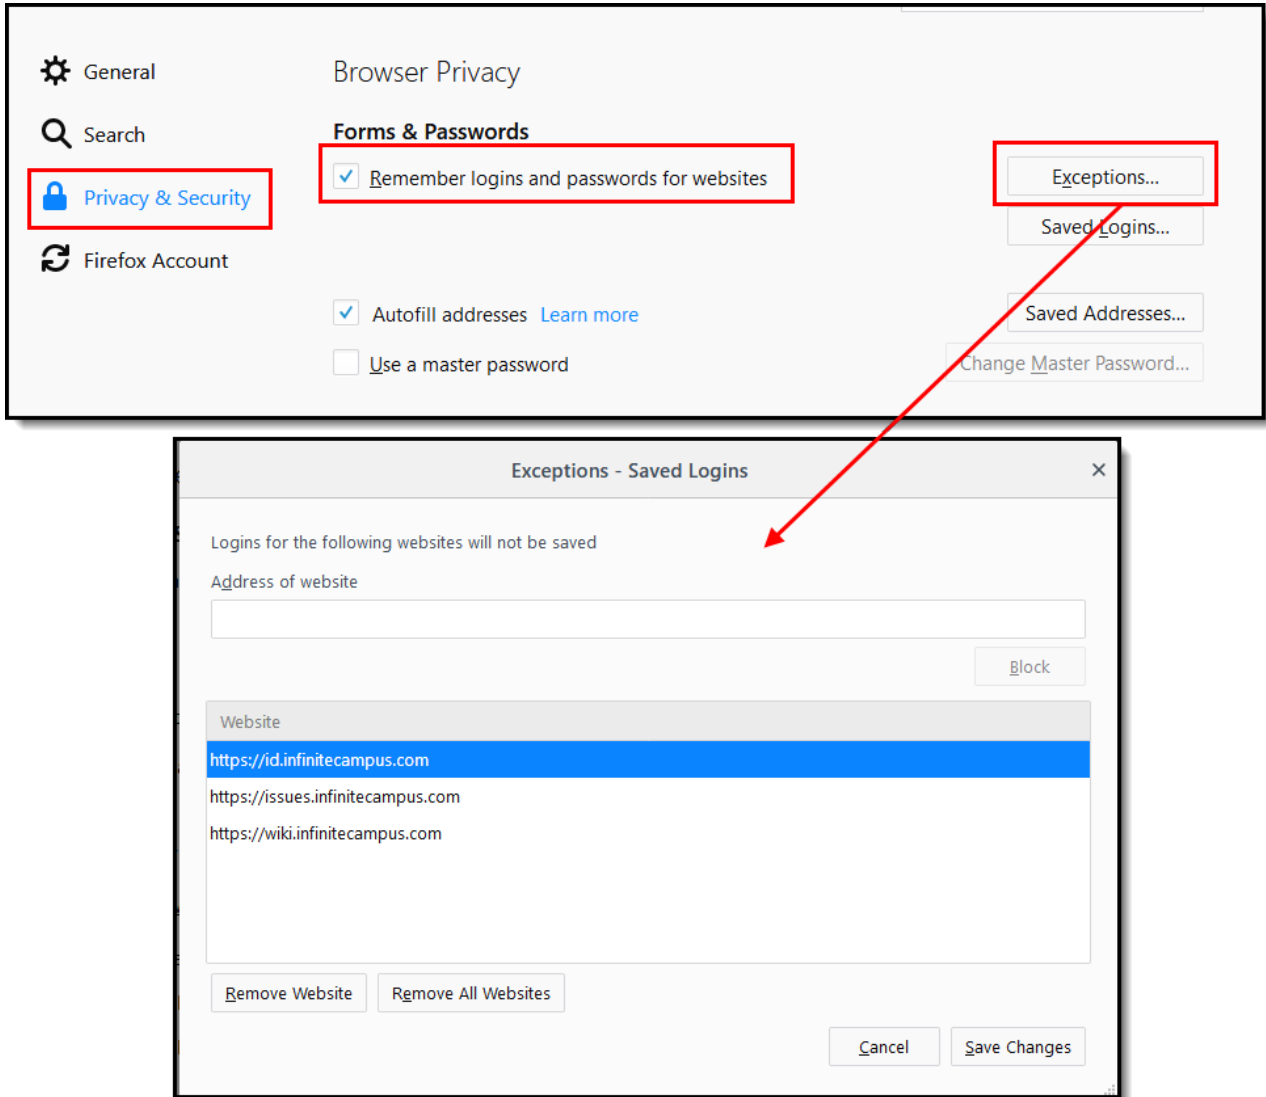 General
Browser Privacy
Search
Forms & Passwords
Remember logins and passwords for websites
Exceptions...
Privacy & Security
Saved Logins...
Firefox Account
Autofill addresses Learn more
Saved Addresses...
Use a master password
Change Master Password...
Exceptions - Saved Logins
Logins for the following websites will not be saved
Address of website
Block
Website
https://id.infinitecampus.com
https://issues.infinitecampus.com
https://wiki.infinitecampus.com
Remove Website
Remove All Websites
Cancel
Save Changes